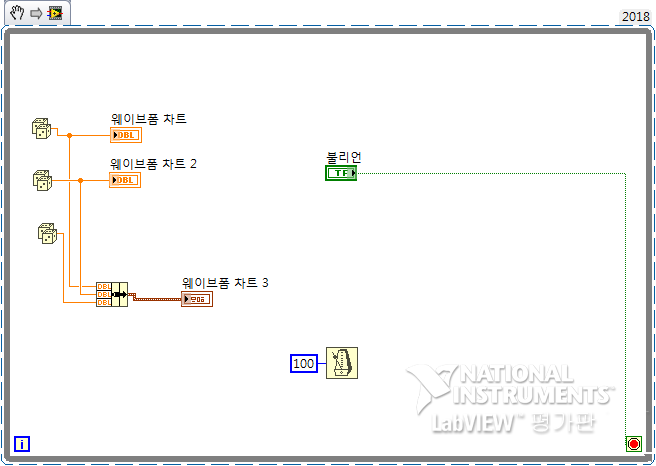 2018
웨이브폼 차트
DBL
웨이브폼 차트 2
DBL
불리언
TF
웨이브폼 차트 3
DBL
DBL
DBL
100
NATIONAL
INSTRUMENTS™
LabVIEW™ 평가판
i